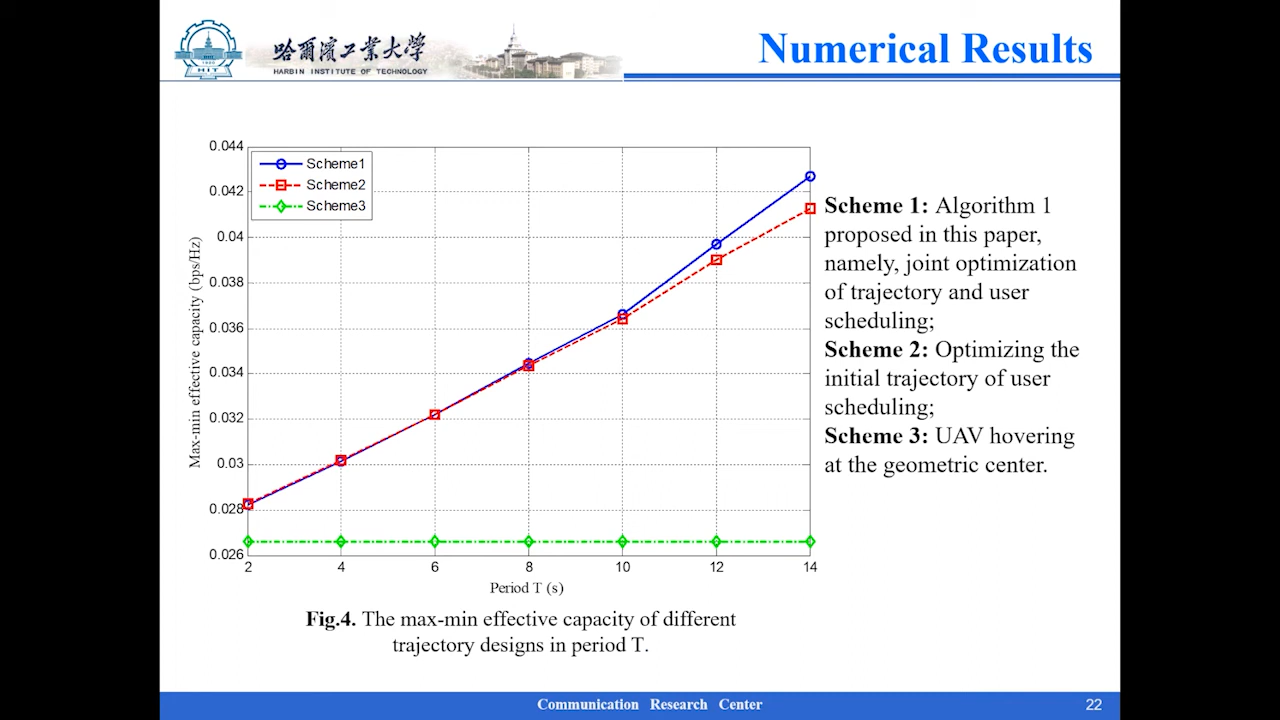 HIT
哈爾濱工業大學
HARBIN INSTITUTE OF TECHNOLOGY
Numerical Results
0.044
0.042
0.04
0.038
0.036
0.034
0.032
0.03
0.028
0.026
Max-min effective capacity (bps/Hz)
Scheme1
Scheme2
Scheme3
2 4 6 8 10 12 14
Period T (s)
Scheme 1: Algorithm 1
proposed in this paper,
namely, joint optimization
of trajectory and user
scheduling;
Scheme 2: Optimizing the
initial trajectory of user
scheduling;
Scheme 3: UAV hovering
at the geometric center.
Fig.4. The max-min effective capacity of different
trajectory designs in period T.
Communication Research Center
22